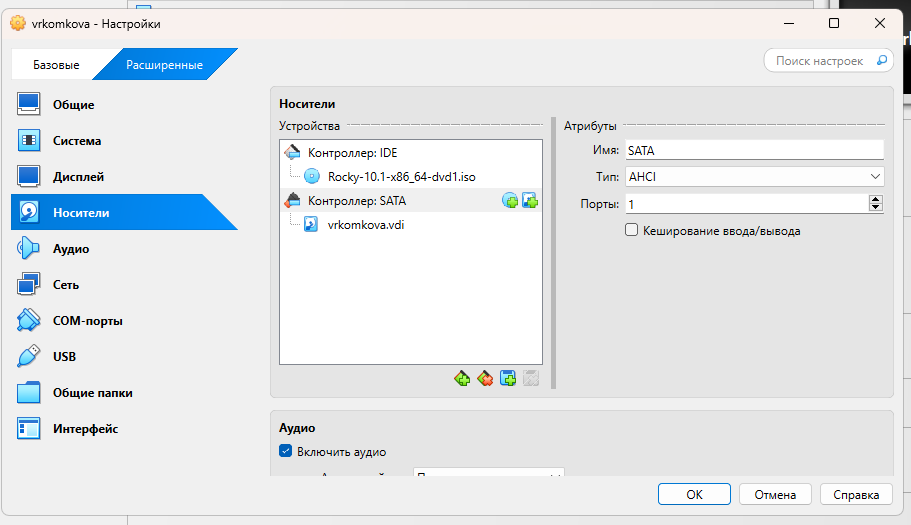 vrkomkova - Настройки
Базовые
Расширенные
Поиск настроек
Общие
Система
Дисплей
Носители
Аудио
Сеть
COM-порты
USB
Общие папки
Интерфейс
Носители
Устройства
Контроллер: IDE
Rocky-10.1-x86_64-dvd1.iso
Контроллер: SATA
vrkomkova.vdi
Атрибуты
Имя: SATA
Тип: AHCI
Порты: 1
Кеширование ввода/вывода
Аудио
Включить аудио
OK
Отмена
Справка